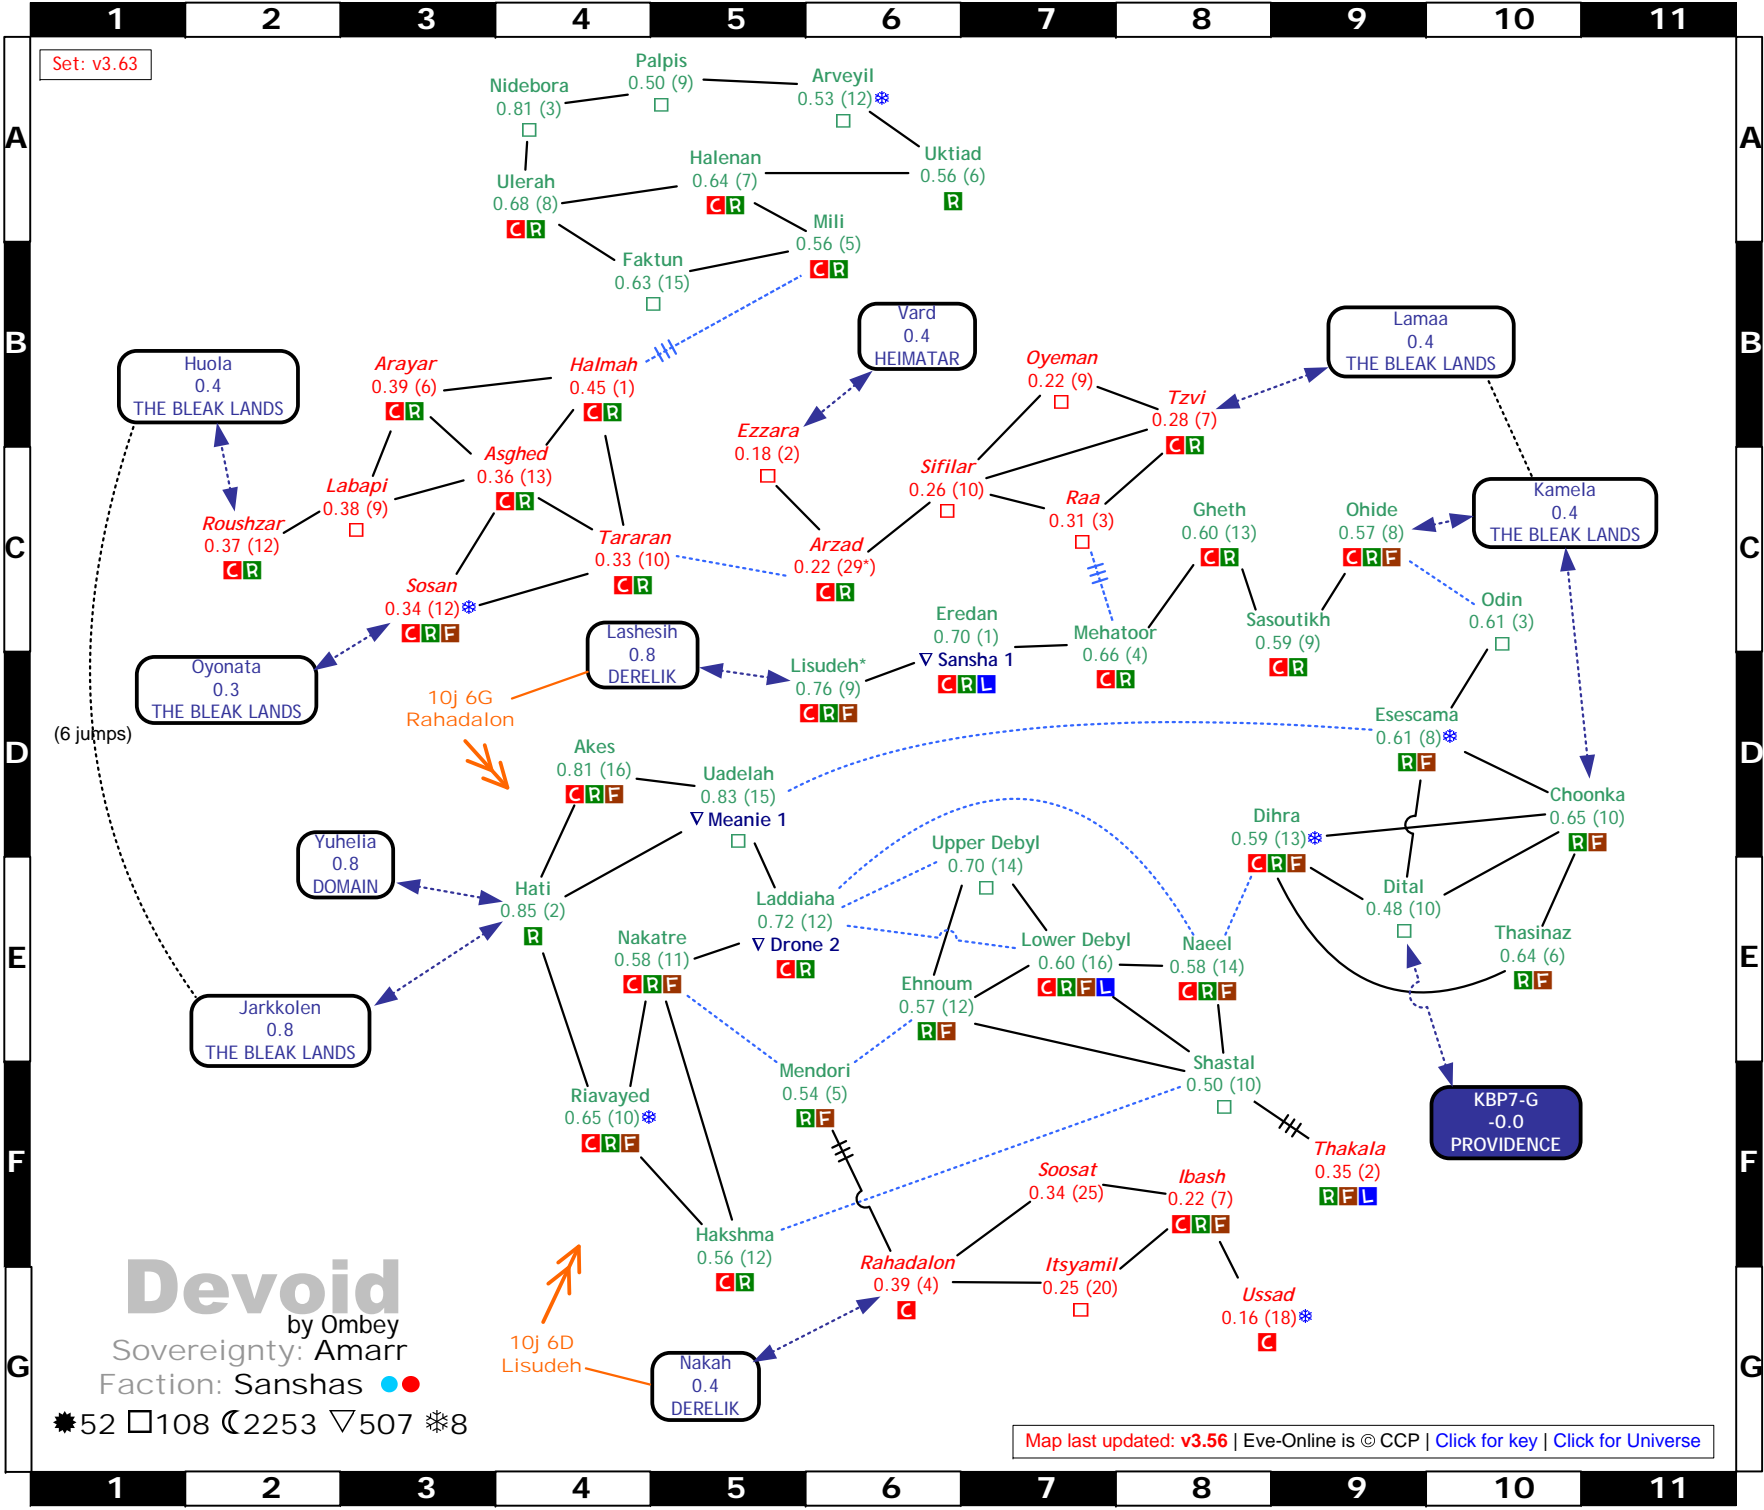 1 2 3 4 5 6 7 8 9 10 11
Set: v3.63
A
A
Palpis
0.50 (9)
Nidebora
0.81 (3)
Arveyil
0.53 (12)
Uktiad
0.56 (6)
R
Halenan
0.64 (7)
C R
Ulerah
0.68 (8)
C R
Mili
0.56 (5)
C R
Faktun
0.63 (15)
B
B
Huola
0.4
THE BLEAK LANDS
Arayar
0.39 (6)
C R
Halmah
0.45 (1)
C R
Vard
0.4
HEIMATAR
Oyeman
0.22 (9)
Tzvi
0.28 (7)
C R
Lamaa
0.4
THE BLEAK LANDS
C
C
Ezzara
0.18 (2)
Asghed
0.36 (13)
C R
Labapi
0.38 (9)
Roushzar
0.37 (12)
C R
Sifilar
0.26 (10)
Raa
0.31 (3)
Kamela
0.4
THE BLEAK LANDS
Gheth
0.60 (13)
C R
Ohide
0.57 (8)
C R F
Tararan
0.33 (10)
C R
Arzad
0.22 (29*)
C R
Sosan
0.34 (12)
C R F
Odin
0.61 (3)
Sasoutikh
0.59 (9)
C R
Eredan
0.70 (1)
▽ Sansha 1
C R L
Mehatoor
0.66 (4)
C R
Lashesih
0.8
DERELIK
Lisudeh*
0.76 (9)
C R F
Oyonata
0.3
THE BLEAK LANDS
D
D
10j 6G
Rahadalon
(6 jumps)
Esescama
0.61 (8)
R F
Akes
0.81 (16)
C R F
Uadelah
0.83 (15)
▽ Meanie 1
Choonka
0.65 (10)
R F
Dihra
0.59 (13)
C R F
Yuhelia
0.8
DOMAIN
Upper Debyl
0.70 (14)
E
E
Hati
0.85 (2)
R
Laddiaha
0.72 (12)
▽ Drone 2
C R
Dital
0.48 (10)
Nakatre
0.58 (11)
C R F
Lower Debyl
0.60 (16)
C R F L
Naeel
0.58 (14)
C R F
Thasinaz
0.64 (6)
R F
Ehnoum
0.57 (12)
R F
Jarkkolen
0.8
THE BLEAK LANDS
Shastal
0.50 (10)
Mendori
0.54 (5)
R F
Riavayed
0.65 (10)
C R F
KBP7-G
-0.0
PROVIDENCE
F
F
Thakala
0.35 (2)
R F L
Soosat
0.34 (25)
Ibash
0.22 (7)
C R F
Hakshma
0.56 (12)
C R
Rahadalon
0.39 (4)
C
Itsyamil
0.25 (20)
Ussad
0.16 (18)
C
G
G
10j 6D
Lisudeh
Nakah
0.4
DERELIK
Devoid
by Ombey
Sovereignty: Amarr
Faction: Sanshas
52 108 2253 507 8
Map last updated: v3.56 | Eve-Online is © CCP | Click for key | Click for Universe
1 2 3 4 5 6 7 8 9 10 11